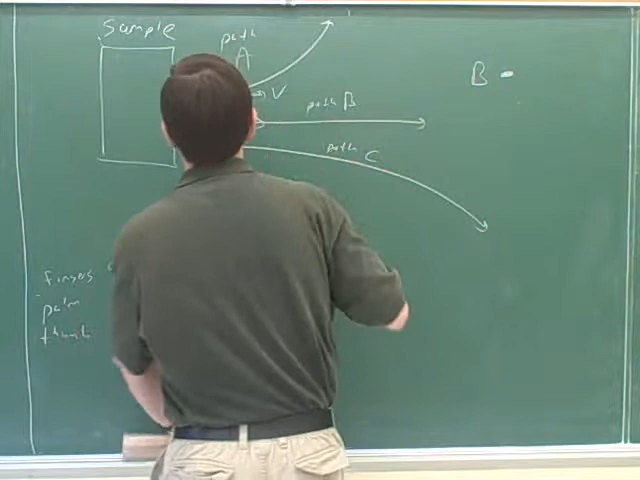 Sample
path
A
V
path B
path C
B -
fingers
palm
thumb